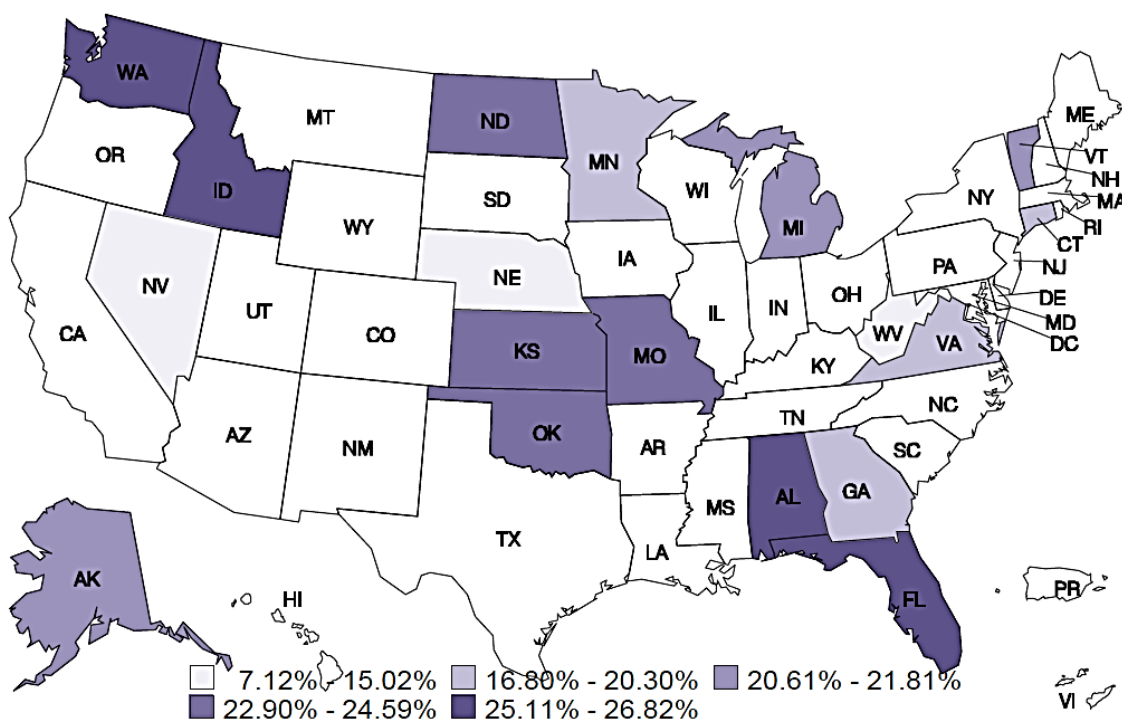 WA
MT
ND
MN
ME
OR
ID
SD
WI
VT
NH
WY
NY
MA
MI
RI
CT
NV
NE
IA
PA
NJ
UT
CO
IL
IN
OH
DE
CA
WV
MD
KS
MO
VA
DC
KY
AZ
NM
OK
AR
TN
NC
SC
MS
AL
GA
TX
LA
AK
HI
FL
PR
VI
7.12% - 15.02% 16.80% - 20.30% 20.61% - 21.81%
22.90% - 24.59% 25.11% - 26.82%